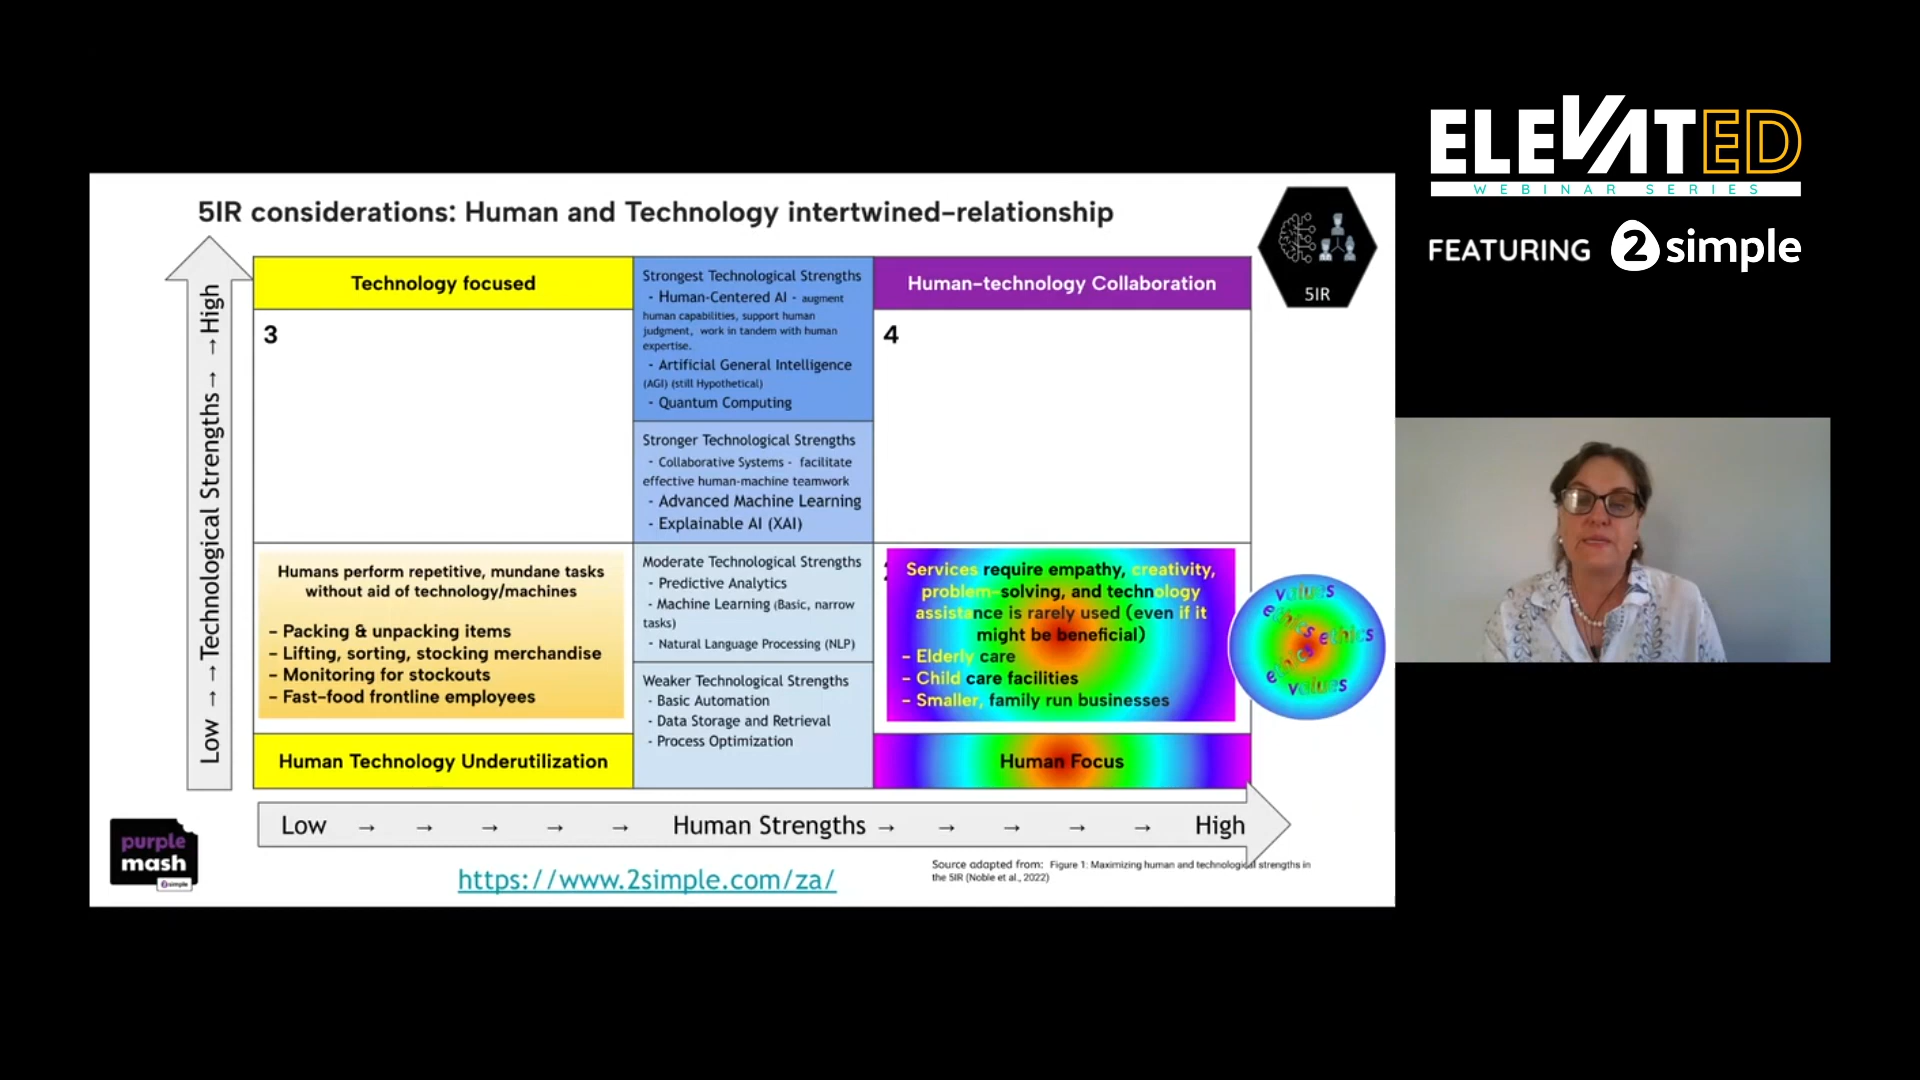 ELEVATED
WEBINAR SERIES
FEATURING 2simple
5IR considerations: Human and Technology intertwined-relationship
5IR
Low → → Technological Strengths → → High
Technology focused
3
Strongest Technological Strengths
- Human-Centered AI - augment
human capabilities, support human
judgment, work in tandem with human
expertise.
- Artificial General Intelligence
(AGI) (still Hypothetical)
- Quantum Computing
Human-technology Collaboration
4
Stronger Technological Strengths
- Collaborative Systems - facilitate
effective human-machine teamwork
- Advanced Machine Learning
- Explainable AI (XAI)
Humans perform repetitive, mundane tasks
without aid of technology/machines
- Packing & unpacking items
- Lifting, sorting, stocking merchandise
- Monitoring for stockouts
- Fast-food frontline employees
Human Technology Underutilization
Moderate Technological Strengths
- Predictive Analytics
- Machine Learning (Basic, narrow
tasks)
- Natural Language Processing (NLP)
Weaker Technological Strengths
- Basic Automation
- Data Storage and Retrieval
- Process Optimization
Services require empathy, creativity,
problem-solving, and technology
assistance is rarely used (even if it
might be beneficial)
- Elderly care
- Child care facilities
- Smaller, family run businesses
Human Focus
values
ethics ethics
ethics
values
Low → → → → → Human Strengths → → → → → High
purple
mash
2simple
https://www.2simple.com/za/
Source adapted from: Figure 1: Maximizing human and technological strengths in
the 5IR (Noble et al., 2022)